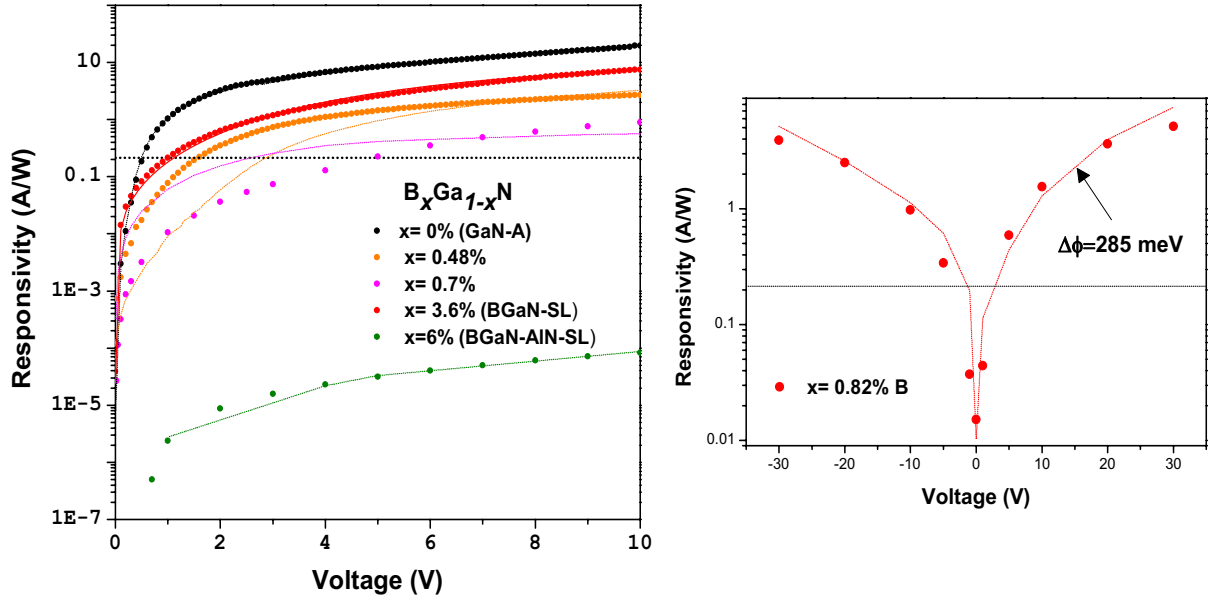 Responsivity (A/W)
10
0.1
1E-3
1E-5
1E-7
0
2
4
6
8
10
Voltage (V)
BxGa1-xN
x= 0% (GaN-A)
x= 0.48%
x= 0.7%
x= 3.6% (BGaN-SL)
x=6% (BGaN-AlN-SL)
Responsivity (A/W)
1
0.1
0.01
-30
-20
-10
0
10
20
30
Voltage (V)
Δϕ=285 meV
x= 0.82% B